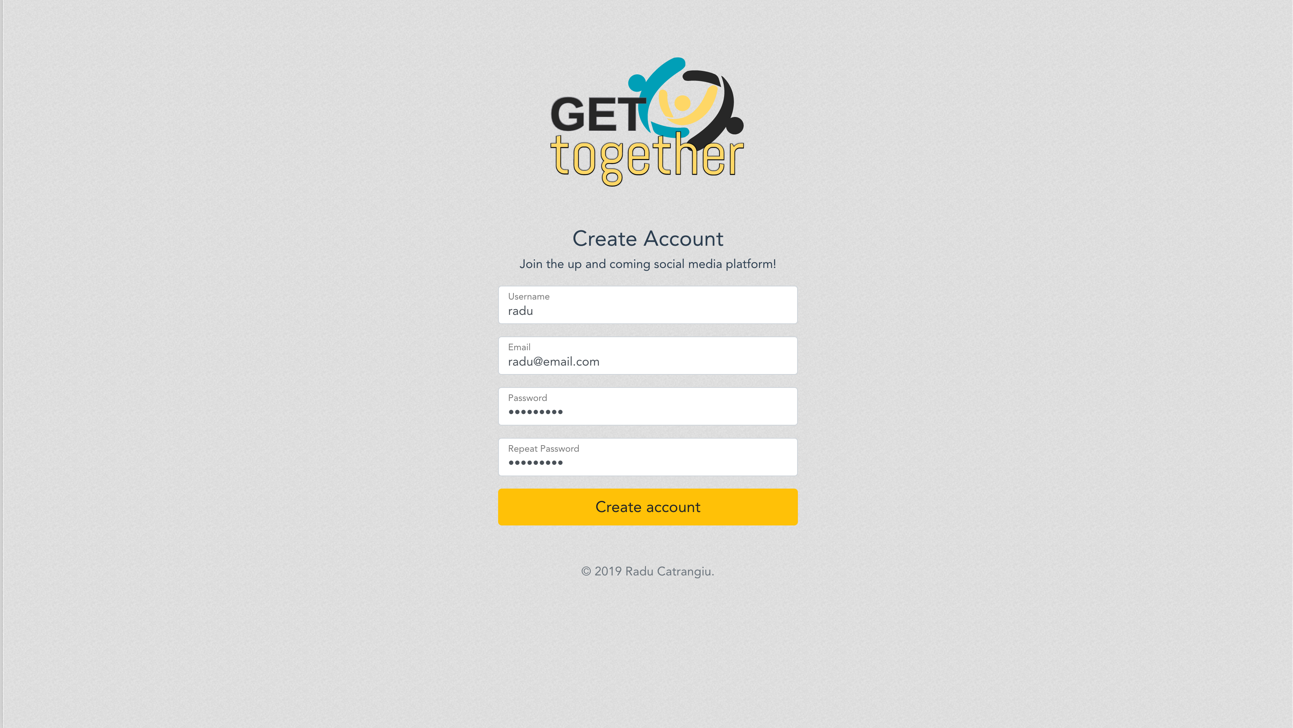 GET
together
Create Account
Join the up and coming social media platform!
Username
radu
Email
radu@email.com
Password
•••••••••
Repeat Password
•••••••••
Create account
© 2019 Radu Catrangiu.